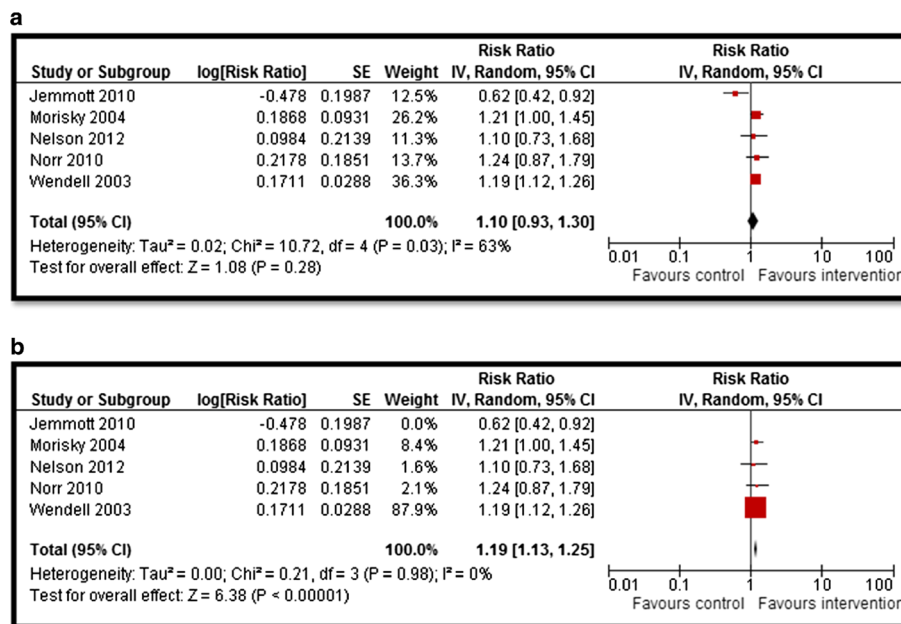 a
Risk Ratio Risk Ratio
Study or Subgroup log[Risk Ratio] SE Weight IV, Random, 95% CI IV, Random, 95% CI
Jemmott 2010 -0.478 0.1987 12.5% 0.62 [0.42, 0.92]
Morisky 2004 0.1868 0.0931 26.2% 1.21 [1.00, 1.45]
Nelson 2012 0.0984 0.2139 11.3% 1.10 [0.73, 1.68]
Norr 2010 0.2178 0.1851 13.7% 1.24 [0.87, 1.79]
Wendell 2003 0.1711 0.0288 36.3% 1.19 [1.12, 1.26]
Total (95% CI) 100.0% 1.10 [0.93, 1.30]
Heterogeneity: Tau² = 0.02; Chi² = 10.72, df = 4 (P = 0.03); I² = 63%
Test for overall effect: Z = 1.08 (P = 0.28)
0.01 0.1 1 10 100
Favours control Favours intervention
b
Risk Ratio Risk Ratio
Study or Subgroup log[Risk Ratio] SE Weight IV, Random, 95% CI IV, Random, 95% CI
Jemmott 2010 -0.478 0.1987 0.0% 0.62 [0.42, 0.92]
Morisky 2004 0.1868 0.0931 8.4% 1.21 [1.00, 1.45]
Nelson 2012 0.0984 0.2139 1.6% 1.10 [0.73, 1.68]
Norr 2010 0.2178 0.1851 2.1% 1.24 [0.87, 1.79]
Wendell 2003 0.1711 0.0288 87.9% 1.19 [1.12, 1.26]
Total (95% CI) 100.0% 1.19 [1.13, 1.25]
Heterogeneity: Tau² = 0.00; Chi² = 0.21, df = 3 (P = 0.98); I² = 0%
Test for overall effect: Z = 6.38 (P < 0.00001)
0.01 0.1 1 10 100
Favours control Favours intervention